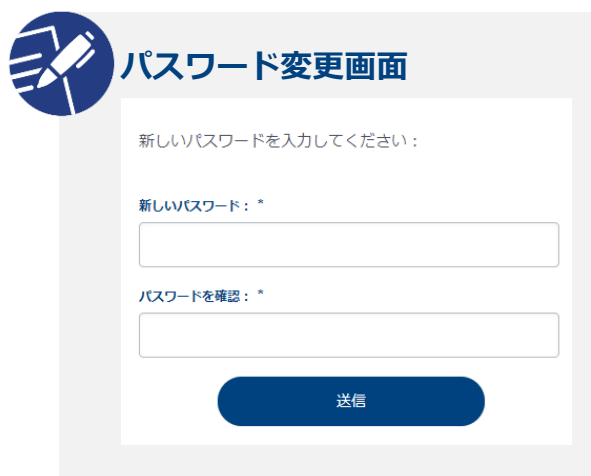 パスワード変更画面
新しいパスワードを入力してください：
新しいパスワード： *
パスワードを確認： *
送信